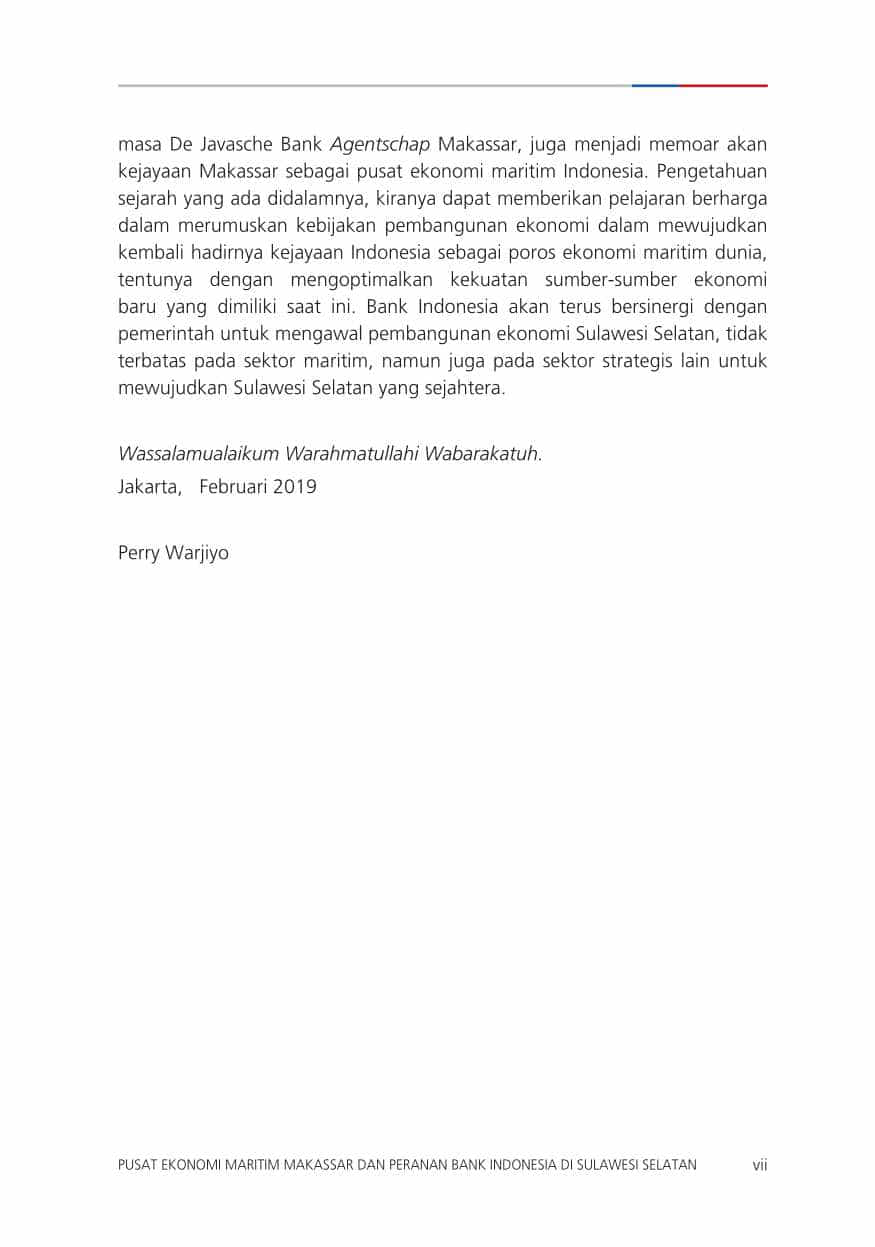 masa De Javasche Bank Agentschap Makassar, juga menjadi memoar akan
kejayaan Makassar sebagai pusat ekonomi maritim Indonesia. Pengetahuan
sejarah yang ada didalamnya, kiranya dapat memberikan pelajaran berharga
dalam merumuskan kebijakan pembangunan ekonomi dalam mewujudkan
kembali hadirnya kejayaan Indonesia sebagai poros ekonomi maritim dunia,
tentunya dengan mengoptimalkan kekuatan sumber-sumber ekonomi
baru yang dimiliki saat ini. Bank Indonesia akan terus bersinergi dengan
pemerintah untuk mengawal pembangunan ekonomi Sulawesi Selatan, tidak
terbatas pada sektor maritim, namun juga pada sektor strategis lain untuk
mewujudkan Sulawesi Selatan yang sejahtera.
Wassalamualaikum Warahmatullahi Wabarakatuh.
Jakarta, Februari 2019
Perry Warjiyo
PUSAT EKONOMI MARITIM MAKASSAR DAN PERANAN BANK INDONESIA DI SULAWESI SELATAN vii